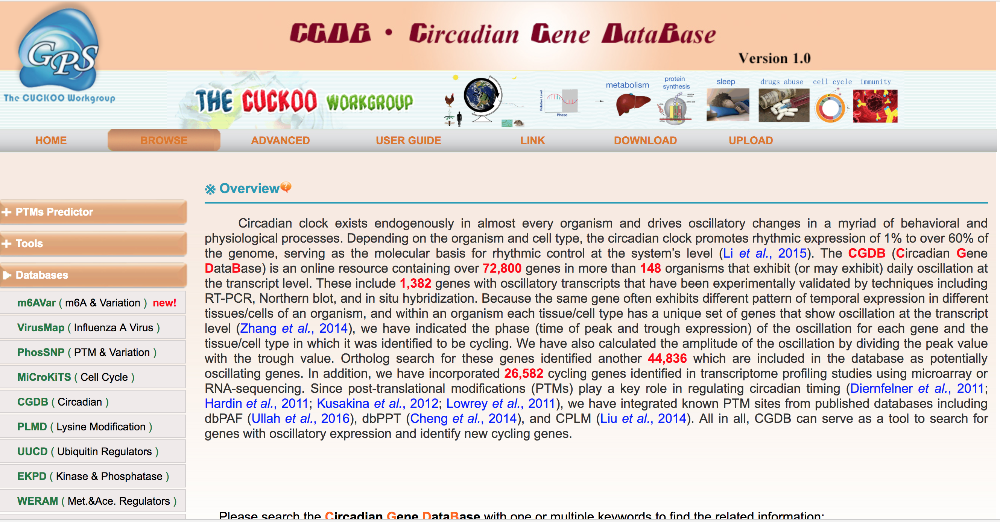 CGDB • Circadian Gene DataBase
Version 1.0
GPS
The CUCKOO Workgroup
THE CUCKOO WORKGROUP
24 h
Relative Level
Phase
metabolism
protein
synthesis
sleep
drugs abuse
cell cycle
immunity
HOME
BROWSE
ADVANCED
USER GUIDE
LINK
DOWNLOAD
UPLOAD
+ PTMs Predictor
+ Tools
Databases
m6AVar ( m6A & Variation ) new!
VirusMap ( Influenza A Virus )
PhosSNP ( PTM & Variation )
MiCroKiTS ( Cell Cycle )
CGDB ( Circadian )
PLMD ( Lysine Modification )
UUCD ( Ubiquitin Regulators )
EKPD ( Kinase & Phosphatase )
WERAM ( Met.&Ace. Regulators )
※ Overview?
Circadian clock exists endogenously in almost every organism and drives oscillatory changes in a myriad of behavioral and
physiological processes. Depending on the organism and cell type, the circadian clock promotes rhythmic expression of 1% to over 60% of
the genome, serving as the molecular basis for rhythmic control at the system’s level (Li et al., 2015). The CGDB (Circadian Gene
DataBase) is an online resource containing over 72,800 genes in more than 148 organisms that exhibit (or may exhibit) daily oscillation at
the transcript level. These include 1,382 genes with oscillatory transcripts that have been experimentally validated by techniques including
RT-PCR, Northern blot, and in situ hybridization. Because the same gene often exhibits different pattern of temporal expression in different
tissues/cells of an organism, and within an organism each tissue/cell type has a unique set of genes that show oscillation at the transcript
level (Zhang et al., 2014), we have indicated the phase (time of peak and trough expression) of the oscillation for each gene and the
tissue/cell type in which it was identified to be cycling. We have also calculated the amplitude of the oscillation by dividing the peak value
with the trough value. Ortholog search for these genes identified another 44,836 which are included in the database as potentially
oscillating genes. In addition, we have incorporated 26,582 cycling genes identified in transcriptome profiling studies using microarray or
RNA-sequencing. Since post-translational modifications (PTMs) play a key role in regulating circadian timing (Diernfelner et al., 2011;
Hardin et al., 2011; Kusakina et al., 2012; Lowrey et al., 2011), we have integrated known PTM sites from published databases including
dbPAF (Ullah et al., 2016), dbPPT (Cheng et al., 2014), and CPLM (Liu et al., 2014). All in all, CGDB can serve as a tool to search for
genes with oscillatory expression and identify new cycling genes.
Please search the Circadian Gene DataBase with one or multiple keywords to find the related information: